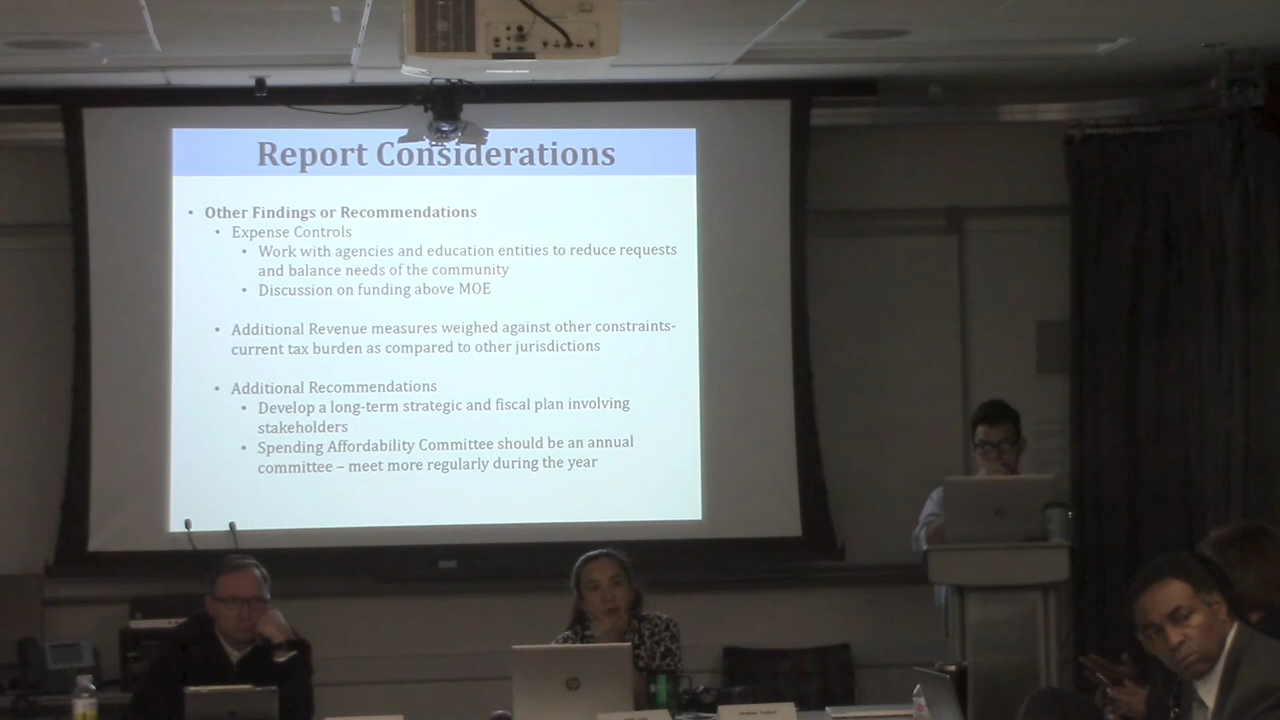 Report Considerations
• Other Findings or Recommendations
• Expense Controls
• Work with agencies and education entities to reduce requests
and balance needs of the community
• Discussion on funding above MOE
• Additional Revenue measures weighed against other constraints-
current tax burden as compared to other jurisdictions
• Additional Recommendations
• Develop a long-term strategic and fiscal plan involving
stakeholders
• Spending Affordability Committee should be an annual
committee – meet more regularly during the year
hp